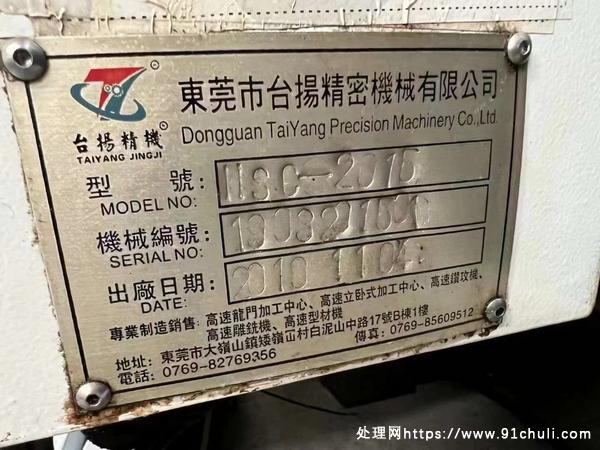 東莞市台揚精密機械有限公司
Dongguan TaiYang Precision Machinery Co.,Ltd.
台揚精機
TAIYANG JINGJI
型 號:
MODEL NO:
機械編號:
SERIAL NO:
出廠日期:
DATE:
2010
專業制造銷售: 高速龍門加工中心、高速立卧式加工中心、高速鑽攻機、
高速雕銑機、高速型材機
地址: 東莞市大嶺山鎮矮嶺冚村白泥山中路17號B棟1樓
電話: 0769-82769356 傳真: 0769-85609512
处理网https://www.91chuli.com/